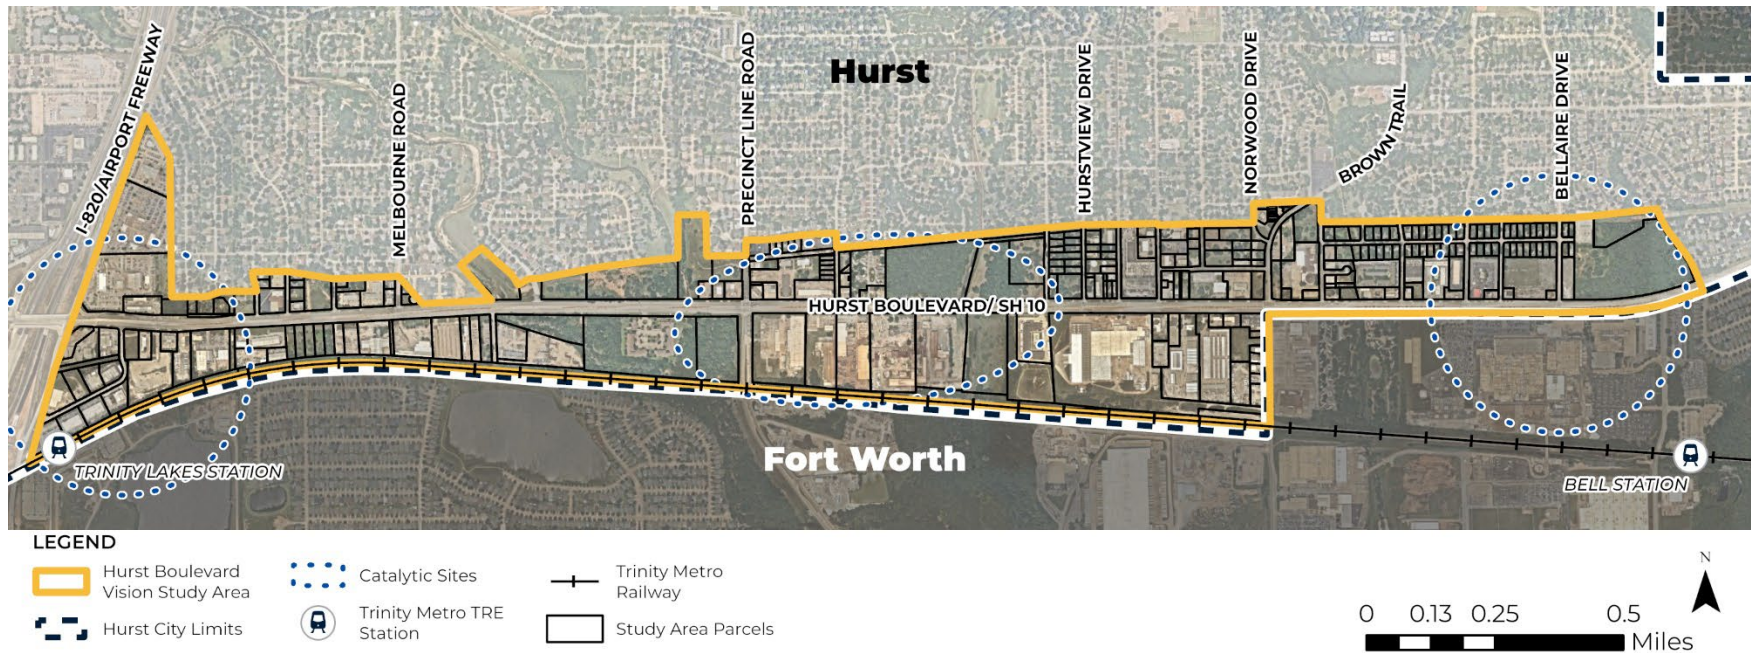 Hurst
I-820/AIRPORT FREEWAY
MELBOURNE ROAD
PRECINCT LINE ROAD
HURSTVIEW DRIVE
NORWOOD DRIVE
BROWN TRAIL
BELLAIRE DRIVE
HURST BOULEVARD/ SH 10
Fort Worth
TRINITY LAKES STATION
BELL STATION
LEGEND
Hurst Boulevard
Vision Study Area
Hurst City Limits
Catalytic Sites
Trinity Metro TRE
Station
Trinity Metro
Railway
Study Area Parcels
N
0 0.13 0.25 0.5
Miles